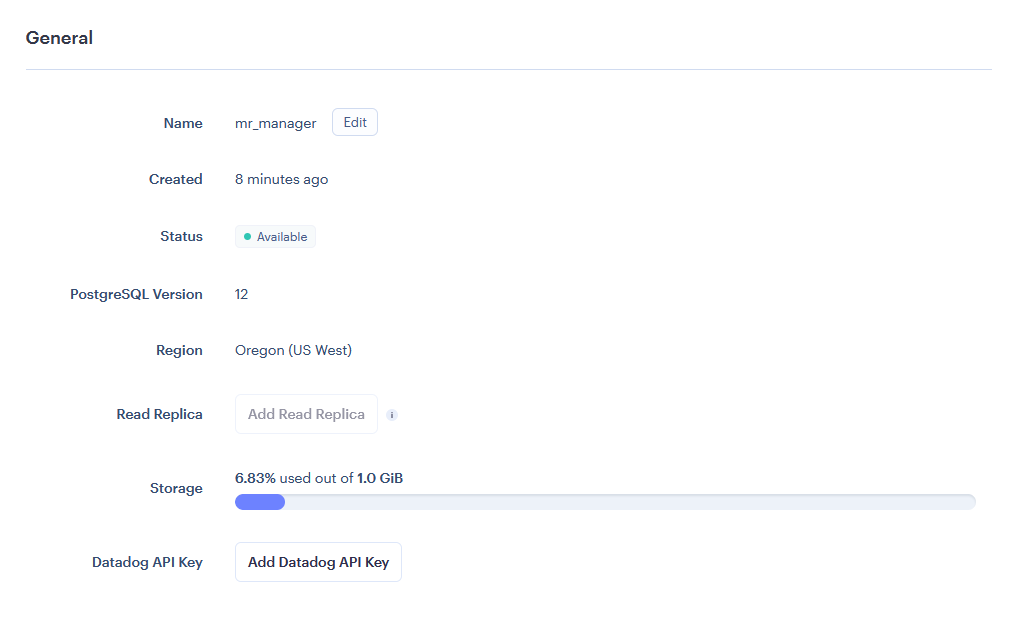 General
Name mr_manager Edit
Created 8 minutes ago
Status Available
PostgreSQL Version 12
Region Oregon (US West)
Read Replica Add Read Replica i
6.83% used out of 1.0 GiB
Storage
Datadog API Key Add Datadog API Key